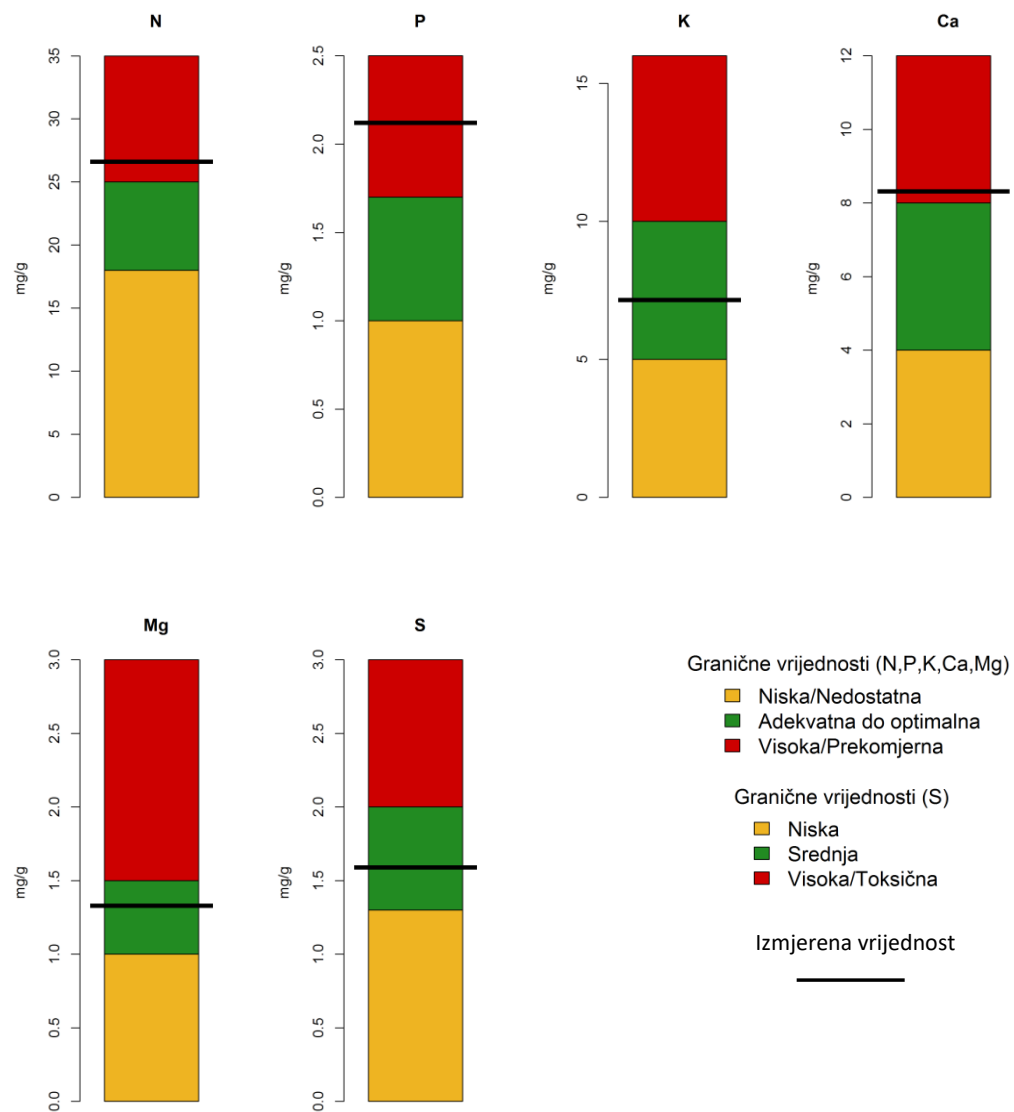 N
P
K
Ca
35
30
25
20
15
10
5
0
mg/g
2.5
2.0
1.5
1.0
0.5
0.0
mg/g
15
10
5
0
mg/g
12
10
8
6
4
2
0
mg/g
Mg
S
3.0
2.5
2.0
1.5
1.0
0.5
0.0
mg/g
3.0
2.5
2.0
1.5
1.0
0.5
0.0
mg/g
Granične vrijednosti (N,P,K,Ca,Mg)
Niska/Nedostatna
Adekvatna do optimalna
Visoka/Prekomjerna
Granične vrijednosti (S)
Niska
Srednja
Visoka/Toksična
Izmjerena vrijednost